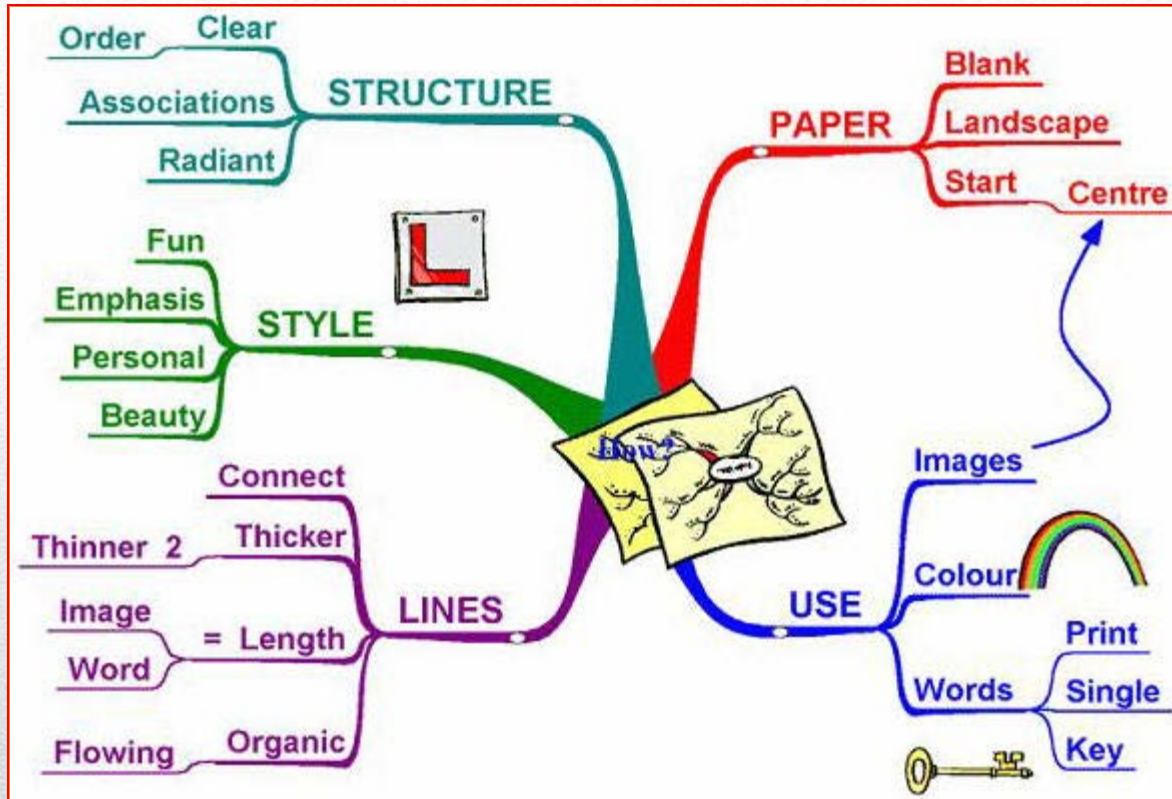 How?
PAPER
Blank
Landscape
Start
Centre
USE
Images
Colour
Words
Print
Single
Key
LINES
Connect
Thicker
Thinner 2
= Length
Image
Word
Organic
Flowing
STYLE
Fun
Emphasis
Personal
Beauty
STRUCTURE
Clear
Order
Associations
Radiant
L